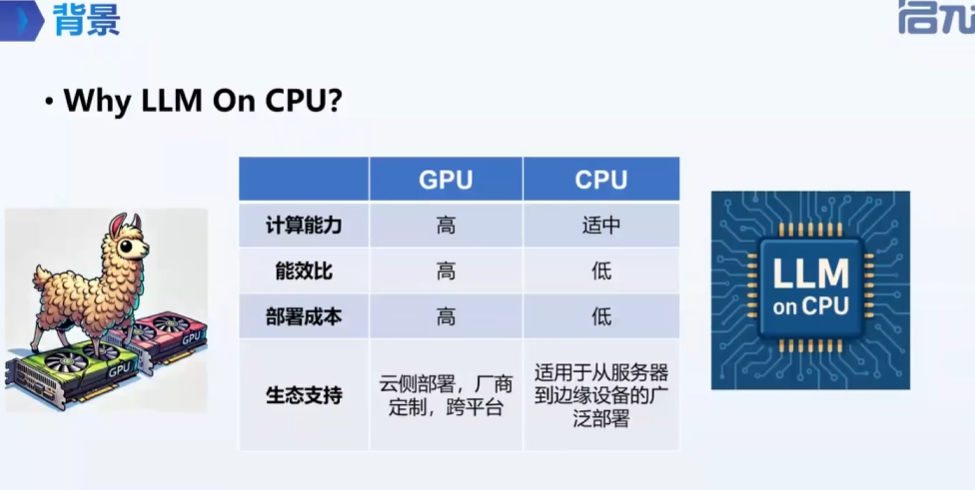 背景
• Why LLM On CPU?
GPU CPU
计算能力 高 适中
能效比 高 低
部署成本 高 低
生态支持 云侧部署，厂商定制，跨平台 适用于从服务器到边缘设备的广泛部署
GPU
GPU
LLM
on CPU